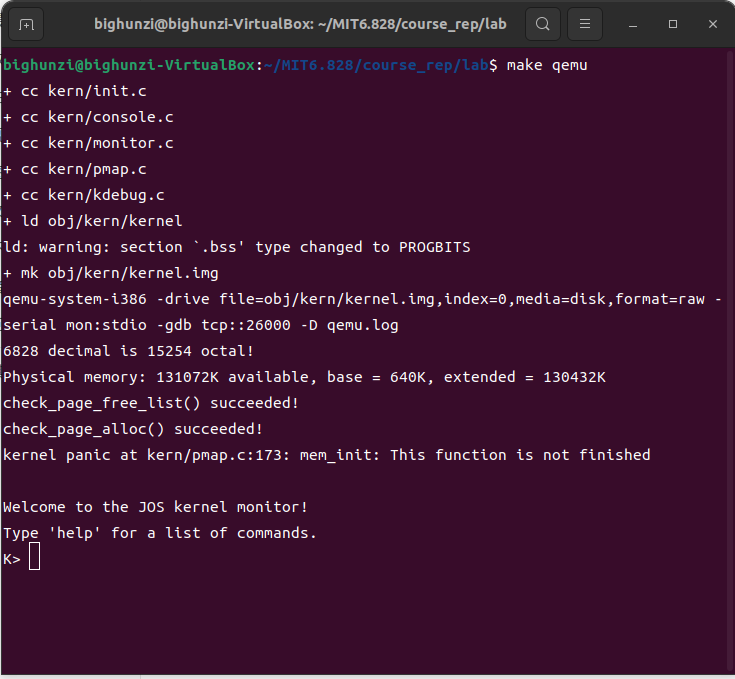 bighunzi@bighunzi-VirtualBox: ~/MIT6.828/course_rep/lab
bighunzi@bighunzi-VirtualBox:~/MIT6.828/course_rep/lab$ make qemu
+ cc kern/init.c
+ cc kern/console.c
+ cc kern/monitor.c
+ cc kern/pmap.c
+ cc kern/kdebug.c
+ ld obj/kern/kernel
ld: warning: section `.bss' type changed to PROGBITS
+ mk obj/kern/kernel.img
qemu-system-i386 -drive file=obj/kern/kernel.img,index=0,media=disk,format=raw -
serial mon:stdio -gdb tcp::26000 -D qemu.log
6828 decimal is 15254 octal!
Physical memory: 131072K available, base = 640K, extended = 130432K
check_page_free_list() succeeded!
check_page_alloc() succeeded!
kernel panic at kern/pmap.c:173: mem_init: This function is not finished
Welcome to the JOS kernel monitor!
Type 'help' for a list of commands.
K>